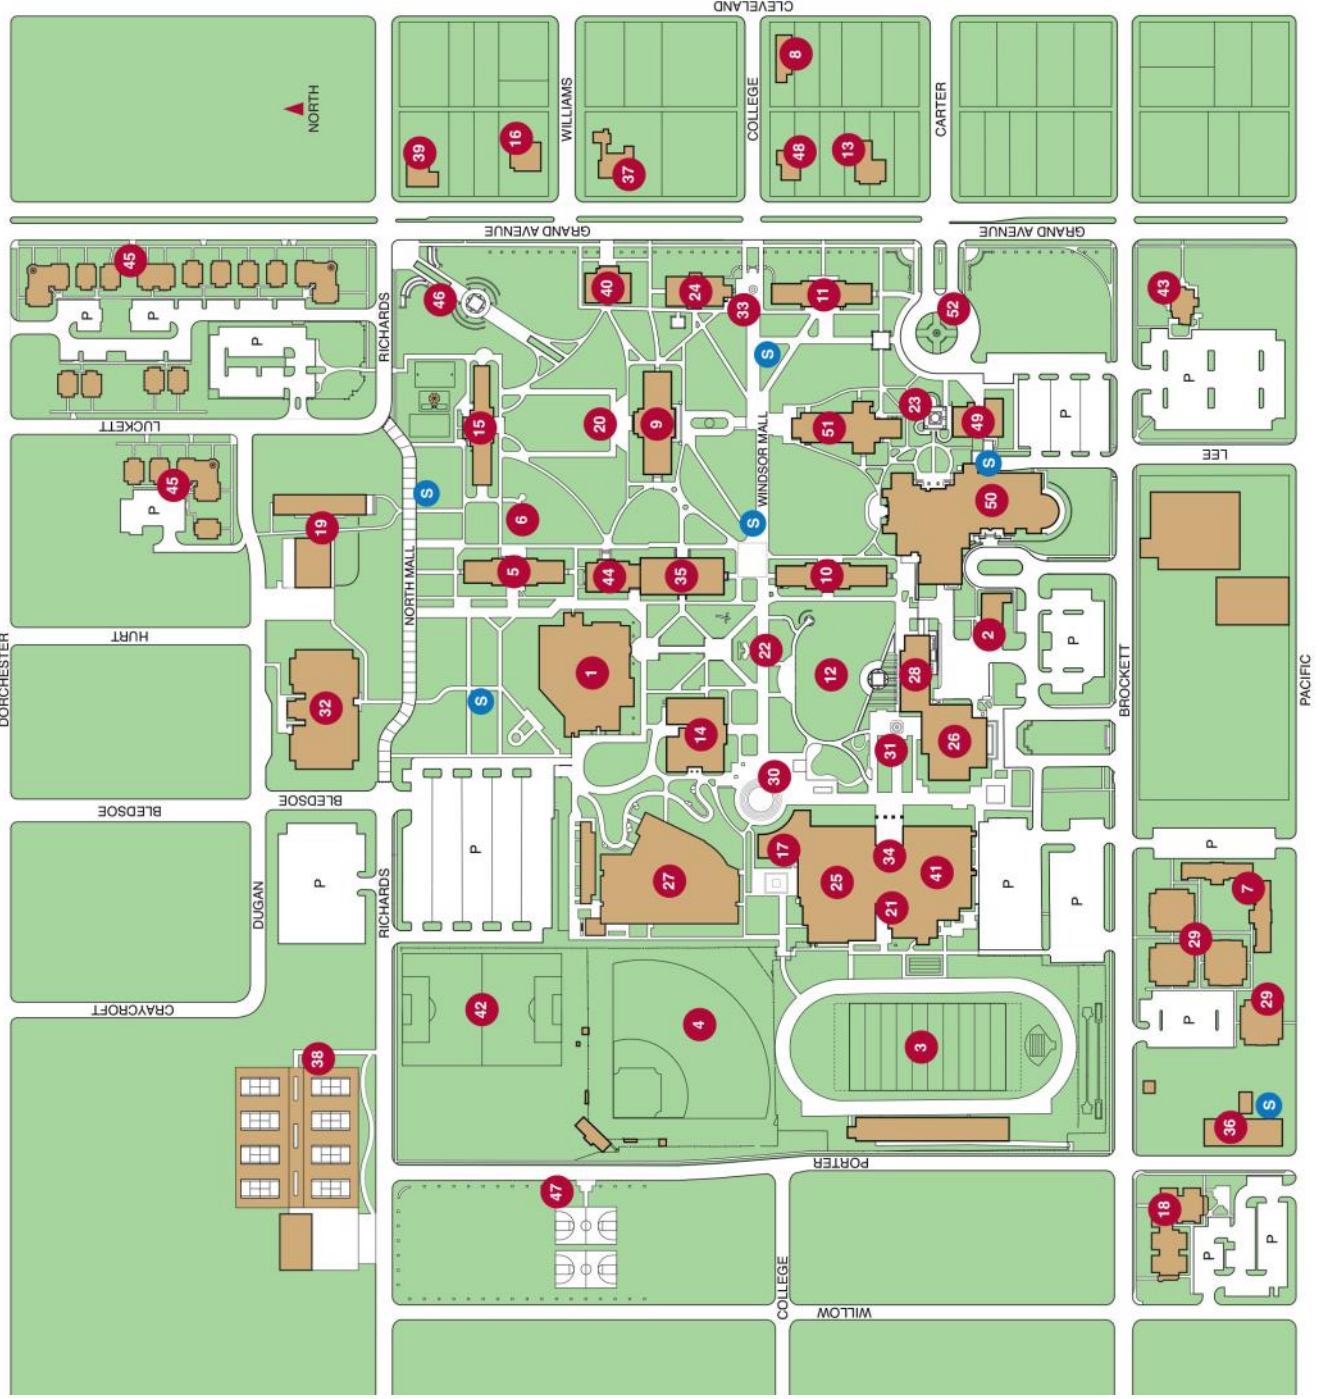 CLEVELAND
8
NORTH
WILLIAMS
COLLEGE
CARTER
39
16
37
48
13
GRAND AVENUE
GRAND AVENUE
45
46
40
24
33
11
52
43
P
P
P
RICHARDS
S
P
LUCKETT
15
20
9
WINDSOR MALL
51
23
49
P
LEE
45
P
S
19
6
S
S
50
NORTH MALL
5
44
35
10
HURT
DORCHESTER
1
22
12
28
2
P
BROCKETT
PACIFIC
32
S
14
31
26
30
BLEDSOE
BLEDSOE
P
P
17
34
P
DUGAN
RICHARDS
27
25
41
21
P
P
7
29
CRAYCROFT
42
4
3
29
P
38
36
S
PORTER
47
18
P
P
COLLEGE
WILLOW